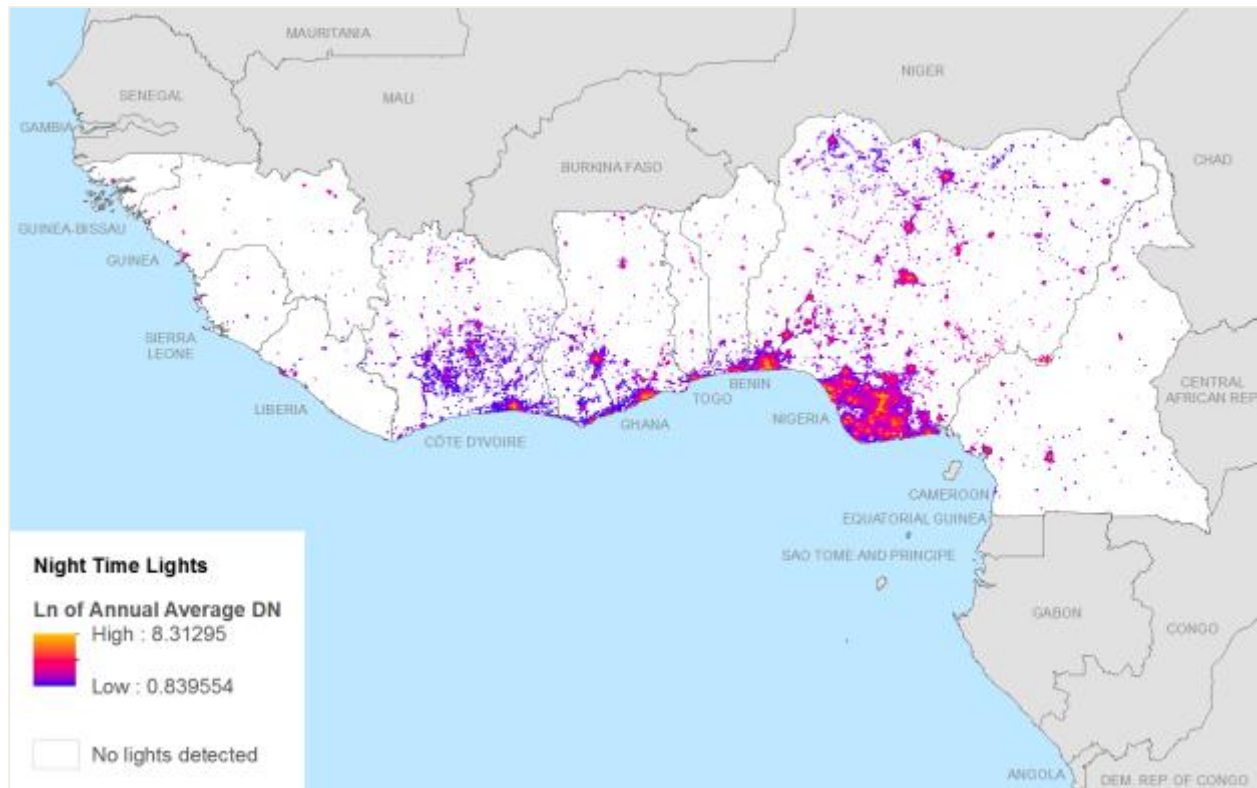 MAURITANIA
NIGER
SENEGAL
MALI
GAMBIA
CHAD
BURKINA FASO
GUINEA-BISSAU
GUINEA
SIERRA
LEONE
BENIN
CENTRAL
AFRICAN REP
TOGO
LIBERIA
GHANA
NIGERIA
CÔTE D'IVOIRE
CAMEROON
EQUATORIAL GUINEA
SAO TOME AND PRINCIPE
GABON
CONGO
ANGOLA
DEM. REP. OF CONGO
Night Time Lights
Ln of Annual Average DN
High : 8.31295
Low : 0.839554
No lights detected